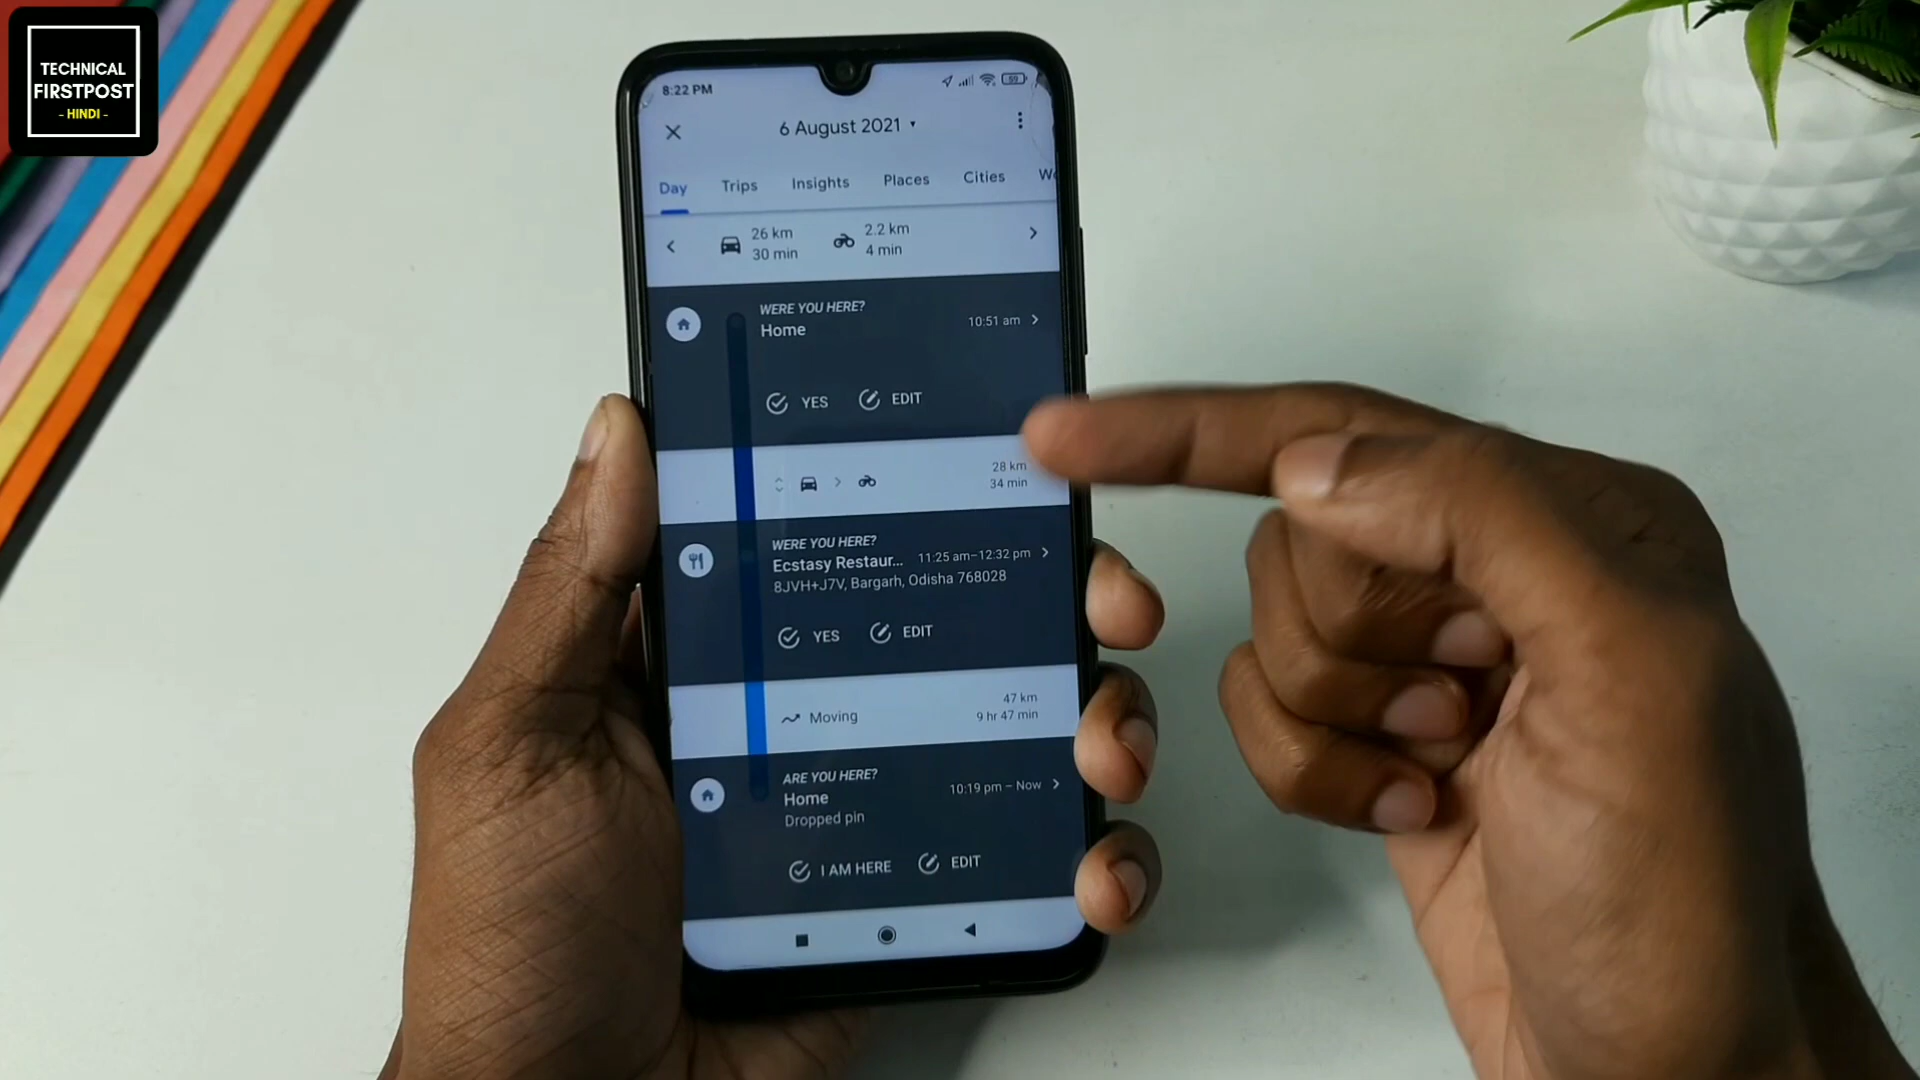 TECHNICAL
FIRSTPOST
- HINDI -
8:22 PM
59
6 August 2021
Day Trips Insights Places Cities
26 km 2.2 km
30 min 4 min
WERE YOU HERE?
Home 10:51 am
YES EDIT
28 km
34 min
WERE YOU HERE?
Ecstasy Restaur... 11:25 am–12:32 pm
8JVH+J7V, Bargarh, Odisha 768028
YES EDIT
47 km
Moving 9 hr 47 min
ARE YOU HERE?
Home 10:19 pm – Now
Dropped pin
I AM HERE EDIT